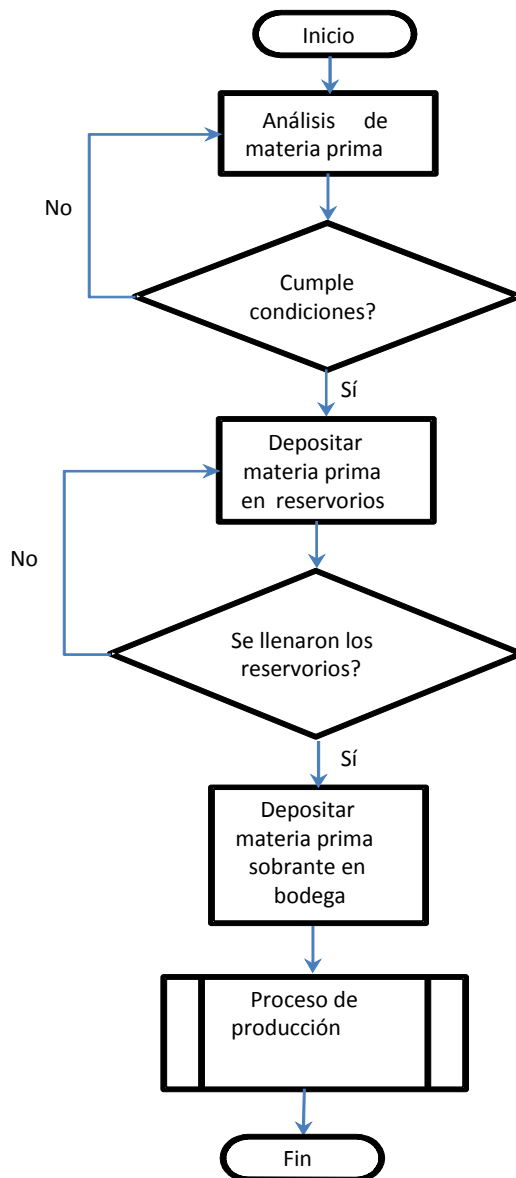 Inicio
Análisis de
materia prima
No
Cumple
condiciones?
Sí
Depositar
materia prima
en reservorios
No
Se llenaron los
reservorios?
Sí
Depositar
materia prima
sobrante en
bodega
Proceso de
producción
Fin